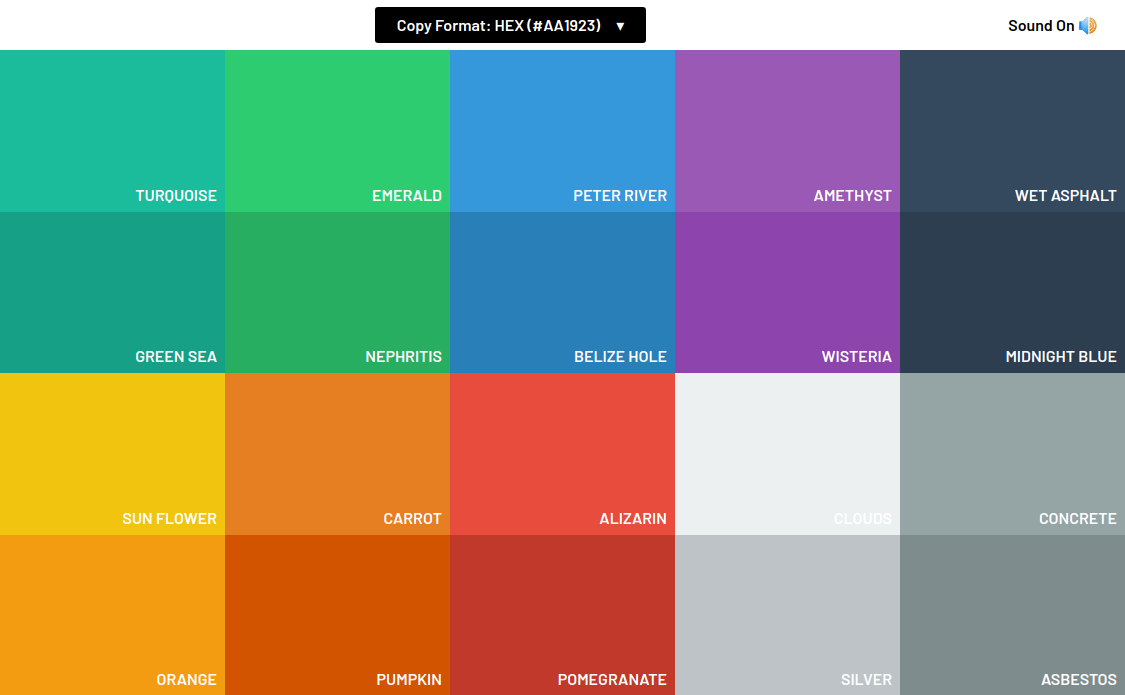 Copy Format: HEX (#AA1923) ▼
Sound On 🔊
TURQUOISE
EMERALD
PETER RIVER
AMETHYST
WET ASPHALT
GREEN SEA
NEPHRITIS
BELIZE HOLE
WISTERIA
MIDNIGHT BLUE
SUN FLOWER
CARROT
ALIZARIN
CLOUDS
CONCRETE
ORANGE
PUMPKIN
POMEGRANATE
SILVER
ASBESTOS